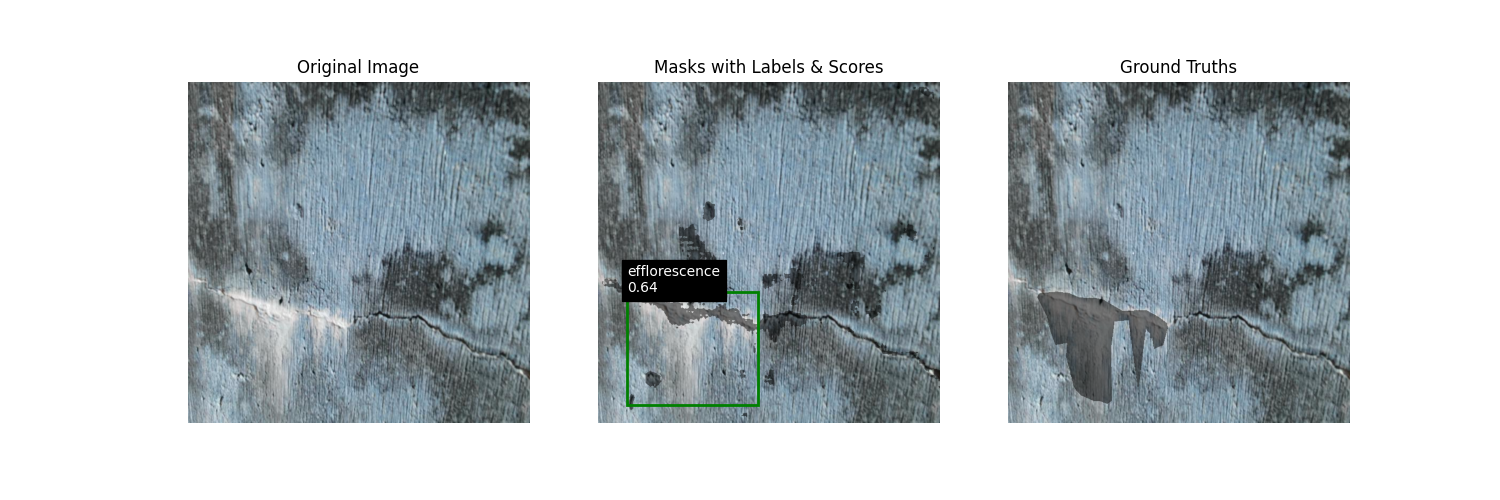 Original Image
Masks with Labels & Scores
Ground Truths
efflorescence
0.64